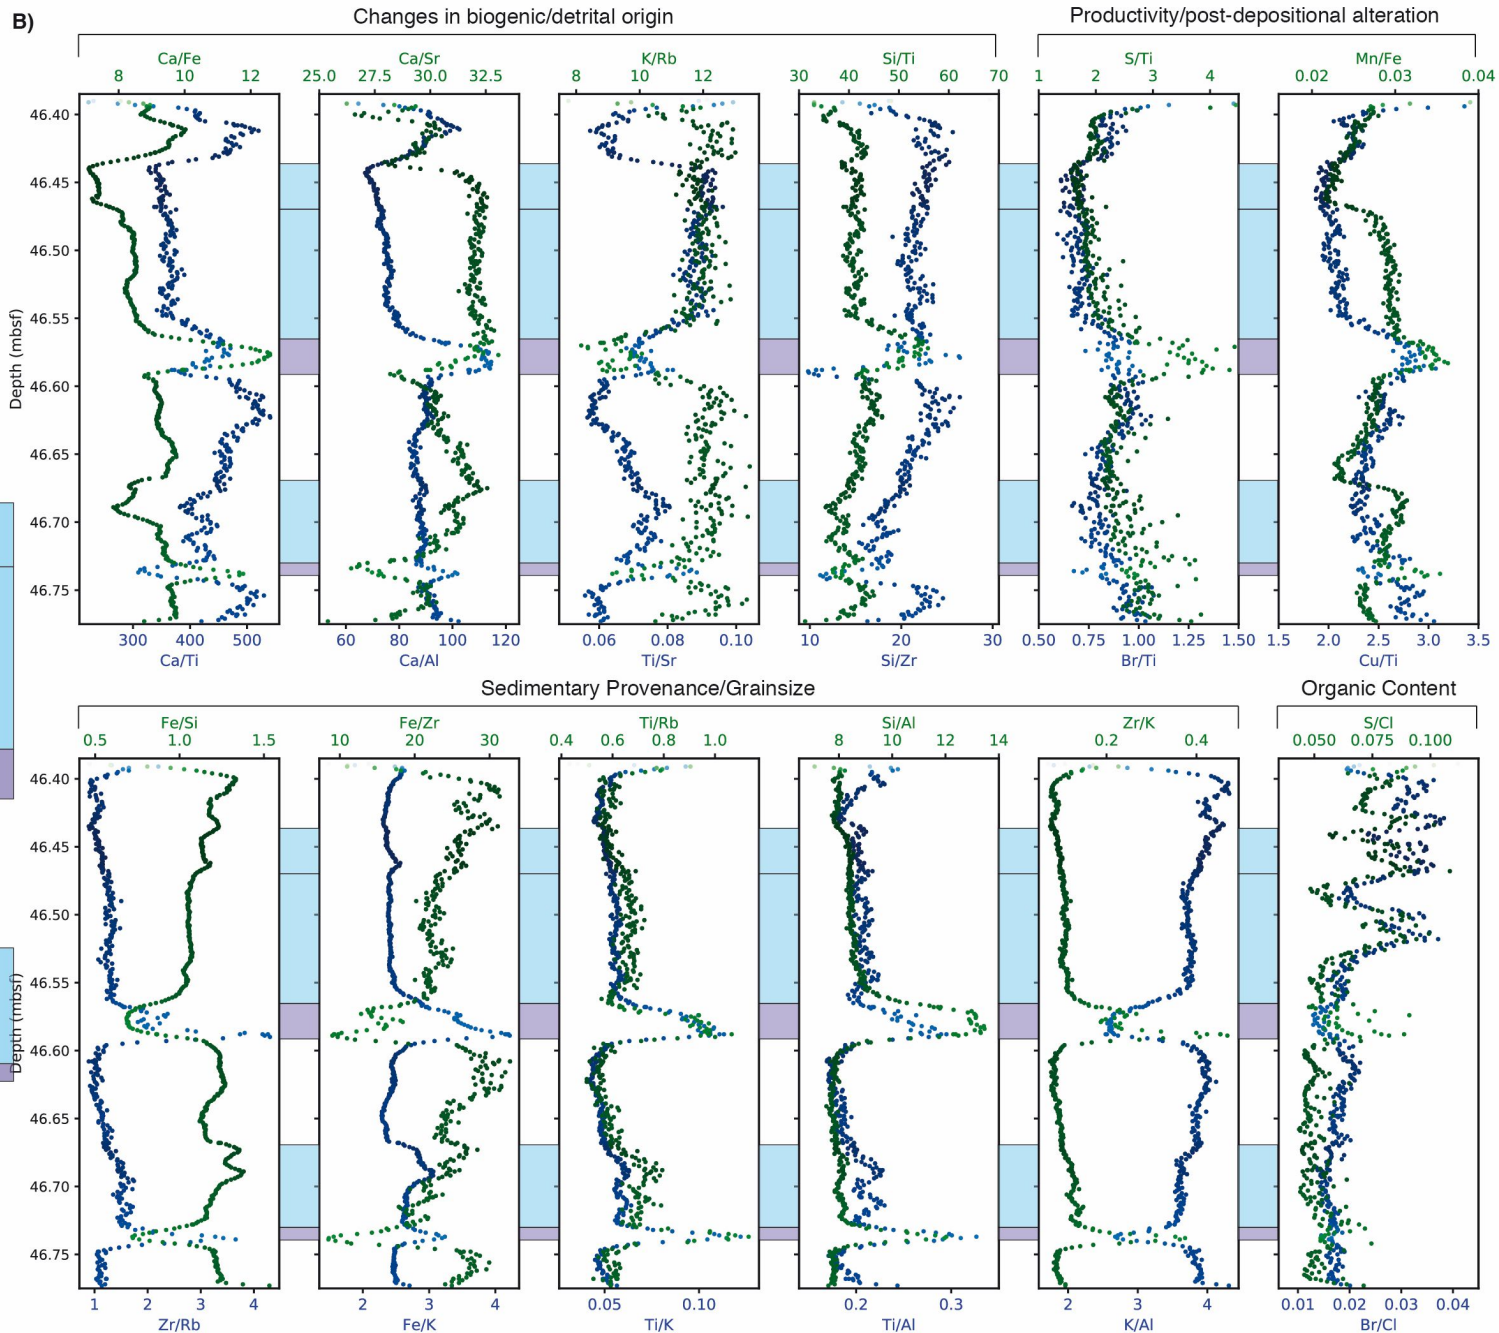 B)
Changes in biogenic/detrital origin
Productivity/post-depositional alteration
Ca/Fe
Ca/Sr
K/Rb
Si/Ti
S/Ti
Mn/Fe
8 10 12
25.0 27.5 30.0 32.5
8 10 12
30 40 50 60 70
1 2 3 4
0.02 0.03 0.04
46.40
46.45
46.50
46.55
46.60
46.65
46.70
46.75
Depth (mbsf)
300 400 500
60 80 100 120
0.06 0.08 0.10
10 20 30
0.50 0.75 1.00 1.25 1.50
1.5 2.0 2.5 3.0 3.5
Ca/Ti
Ca/Al
Ti/Sr
Si/Zr
Br/Ti
Cu/Ti
Sedimentary Provenance/Grainsize
Organic Content
Fe/Si
Fe/Zr
Ti/Rb
Si/Al
Zr/K
S/Cl
0.5 1.0 1.5
10 20 30
0.4 0.6 0.8 1.0
8 10 12 14
0.2 0.4
0.050 0.075 0.100
46.40
46.45
46.50
46.55
46.60
46.65
46.70
46.75
Depth (mbsf)
1 2 3 4
2 3 4
0.05 0.10
0.2 0.3
2 3 4
0.01 0.02 0.03 0.04
Zr/Rb
Fe/K
Ti/K
Ti/Al
K/Al
Br/Cl